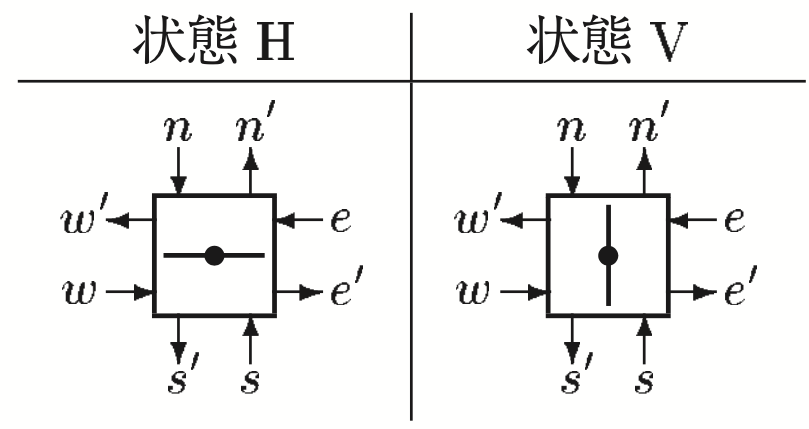 状態 H 状態 V
n n′ n n′
w′ e w′ e
w e′ w e′
s′ s s′ s